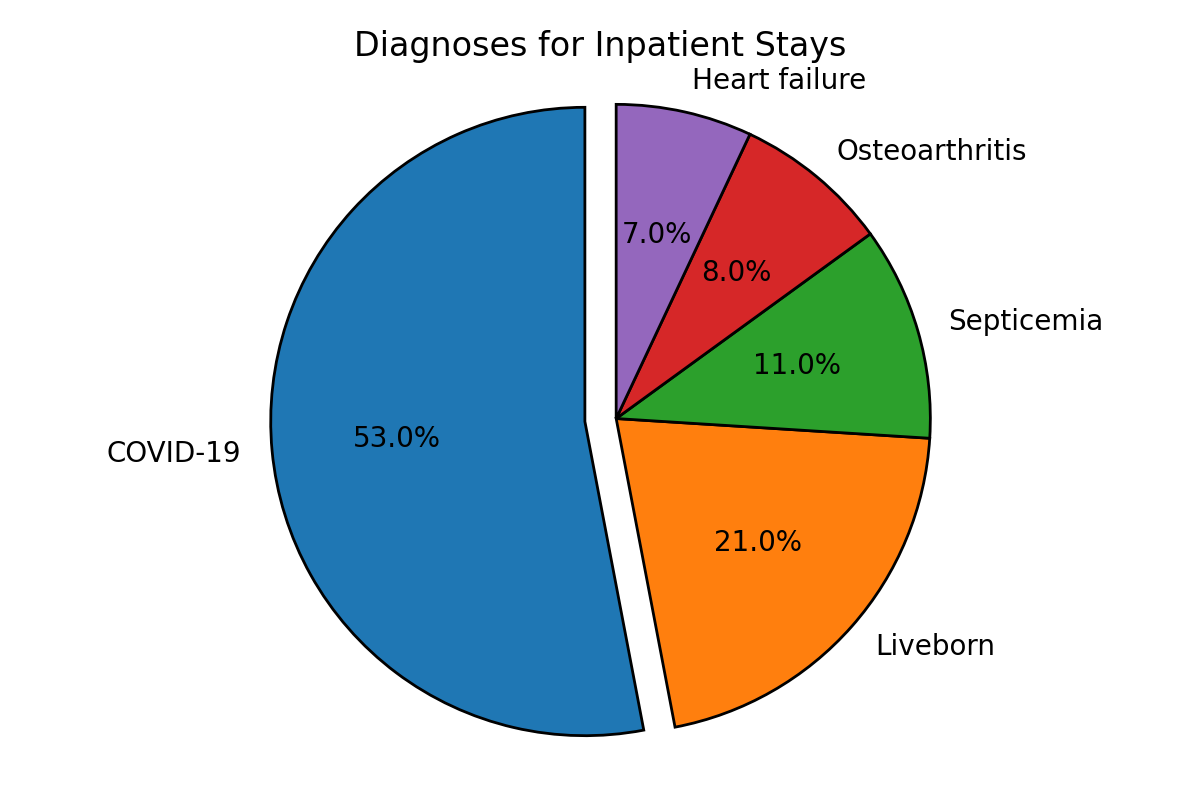 Diagnoses for Inpatient Stays
Heart failure
Osteoarthritis
7.0%
8.0%
Septicemia
11.0%
53.0%
COVID-19
21.0%
Liveborn